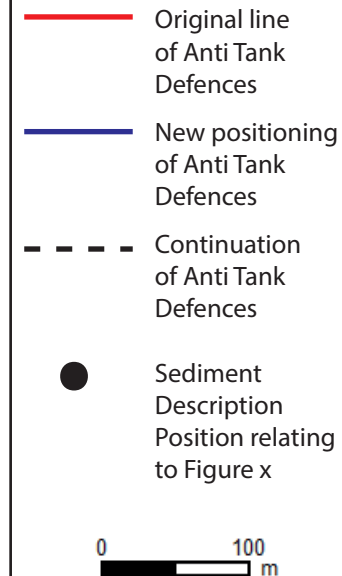 Original line
of Anti Tank
Defences
New positioning
of Anti Tank
Defences
Continuation
of Anti Tank
Defences
Sediment
Description
Position relating
to Figure x
0 100
m